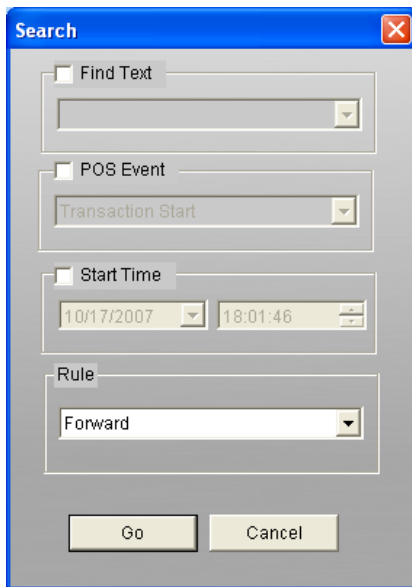 Search
Find Text
POS Event
Transaction Start
Start Time
10/17/2007 18:01:46
Rule
Forward
Go Cancel